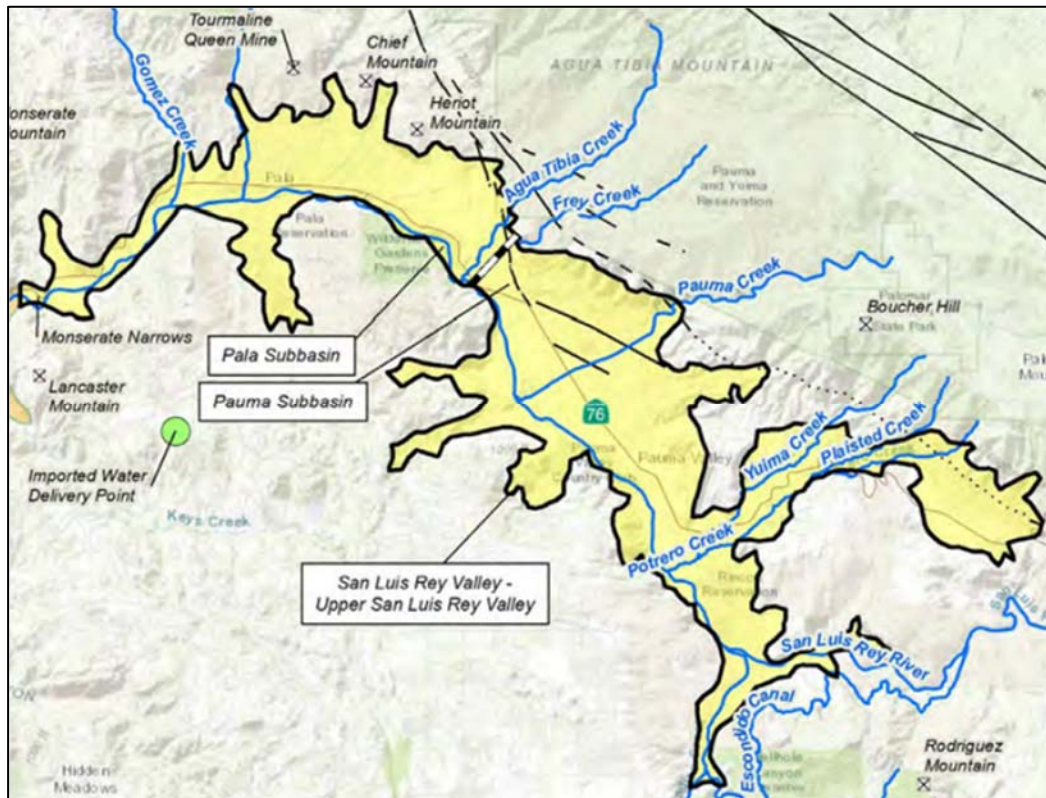 Tourmaline
Queen Mine
Chief
Mountain
Gomez Creek
AGUA TIBIA MOUNTAIN
Heriot
Mountain
Agua Tibia Creek
Frey Creek
Pauma
and Yuima
Reservation
Pala
Pala
Pauma Creek
Boucher Hill
State Park
Monserate Narrows
Pala Subbasin
Lancaster
Mountain
Pauma Subbasin
76
Yuima Creek
Plaisted Creek
Pauma Valley
Imported Water
Delivery Point
Keys Creek
Potrero Creek
San Luis Rey Valley -
Upper San Luis Rey Valley
Reservation
San Luis Rey River
Escondido Canal
Rodriguez
Mountain
Hidden
Meadows